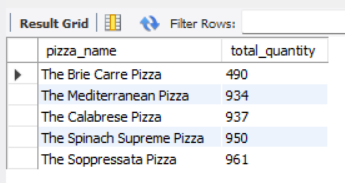 Result Grid Filter Rows:
pizza_name total_quantity
The Brie Carre Pizza 490
The Mediterranean Pizza 934
The Calabrese Pizza 937
The Spinach Supreme Pizza 950
The Soppressata Pizza 961